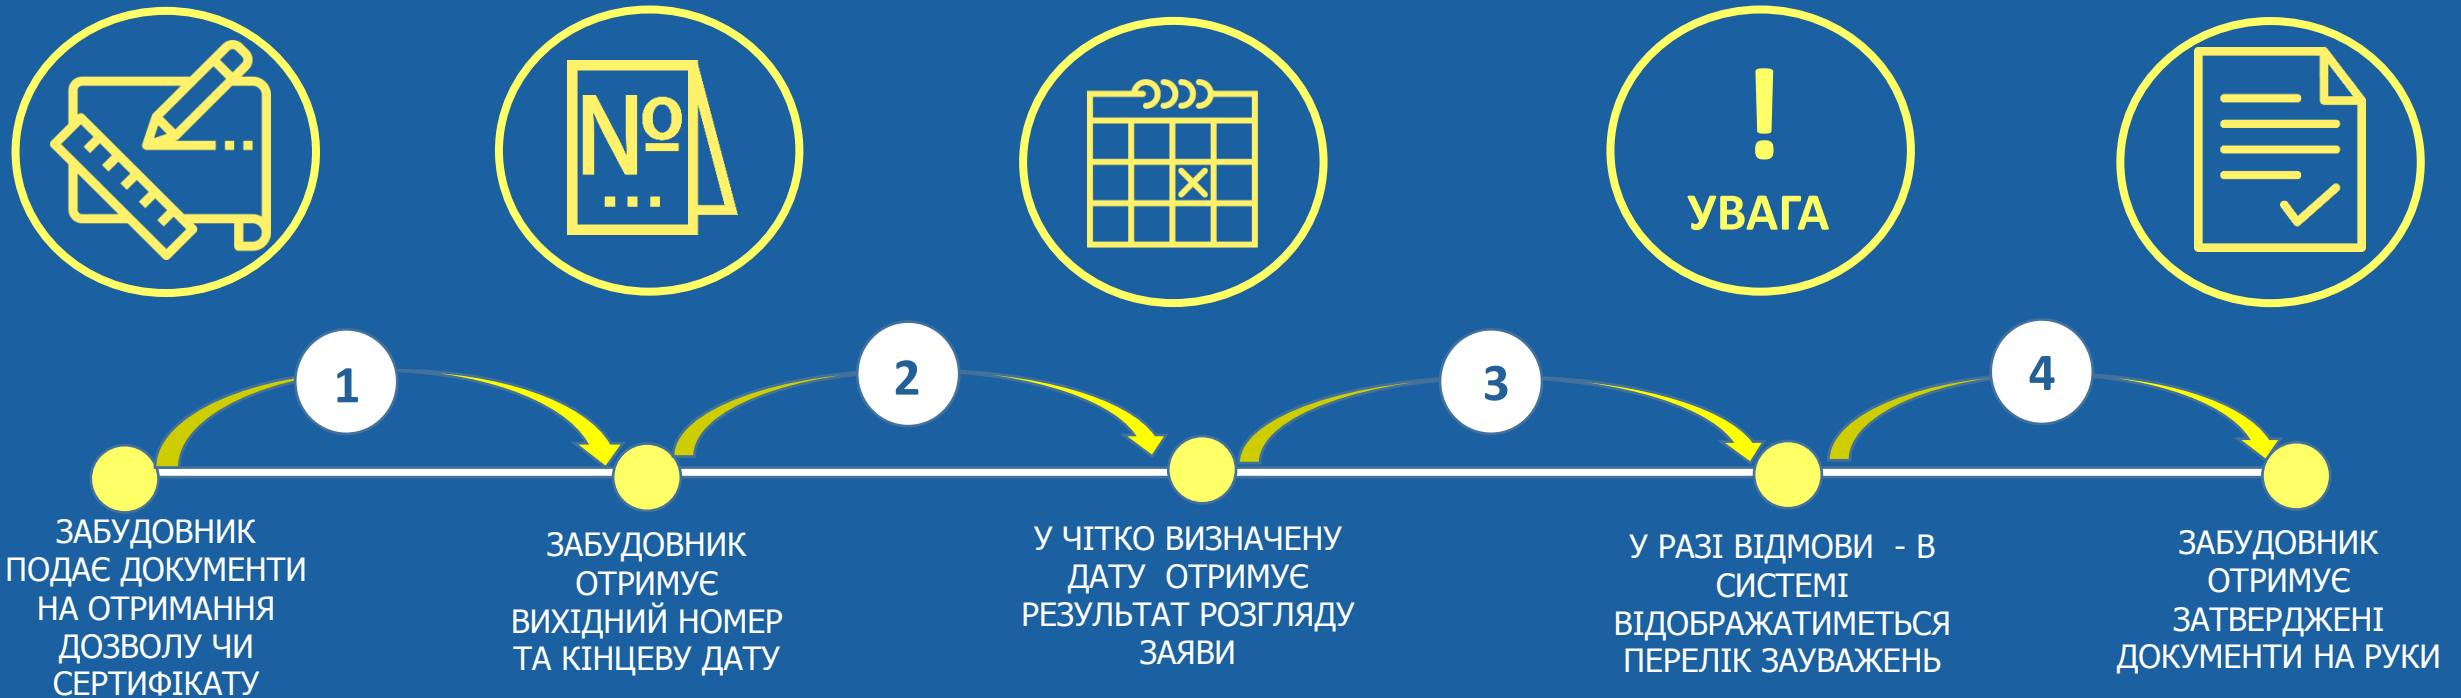 №
...
!
УВАГА
1
2
3
4
ЗАБУДОВНИК
ПОДАЄ ДОКУМЕНТИ
НА ОТРИМАННЯ
ДОЗВОЛУ ЧИ
СЕРТИФІКАТУ
ЗАБУДОВНИК
ОТРИМУЄ
ВИХІДНИЙ НОМЕР
ТА КІНЦЕВУ ДАТУ
У ЧІТКО ВИЗНАЧЕНУ
ДАТУ ОТРИМУЄ
РЕЗУЛЬТАТ РОЗГЛЯДУ
ЗАЯВИ
У РАЗІ ВІДМОВИ - В
СИСТЕМІ
ВІДОБРАЖАТИМЕТЬСЯ
ПЕРЕЛІК ЗАУВАЖЕНЬ
ЗАБУДОВНИК
ОТРИМУЄ
ЗАТВЕРДЖЕНІ
ДОКУМЕНТИ НА РУКИ